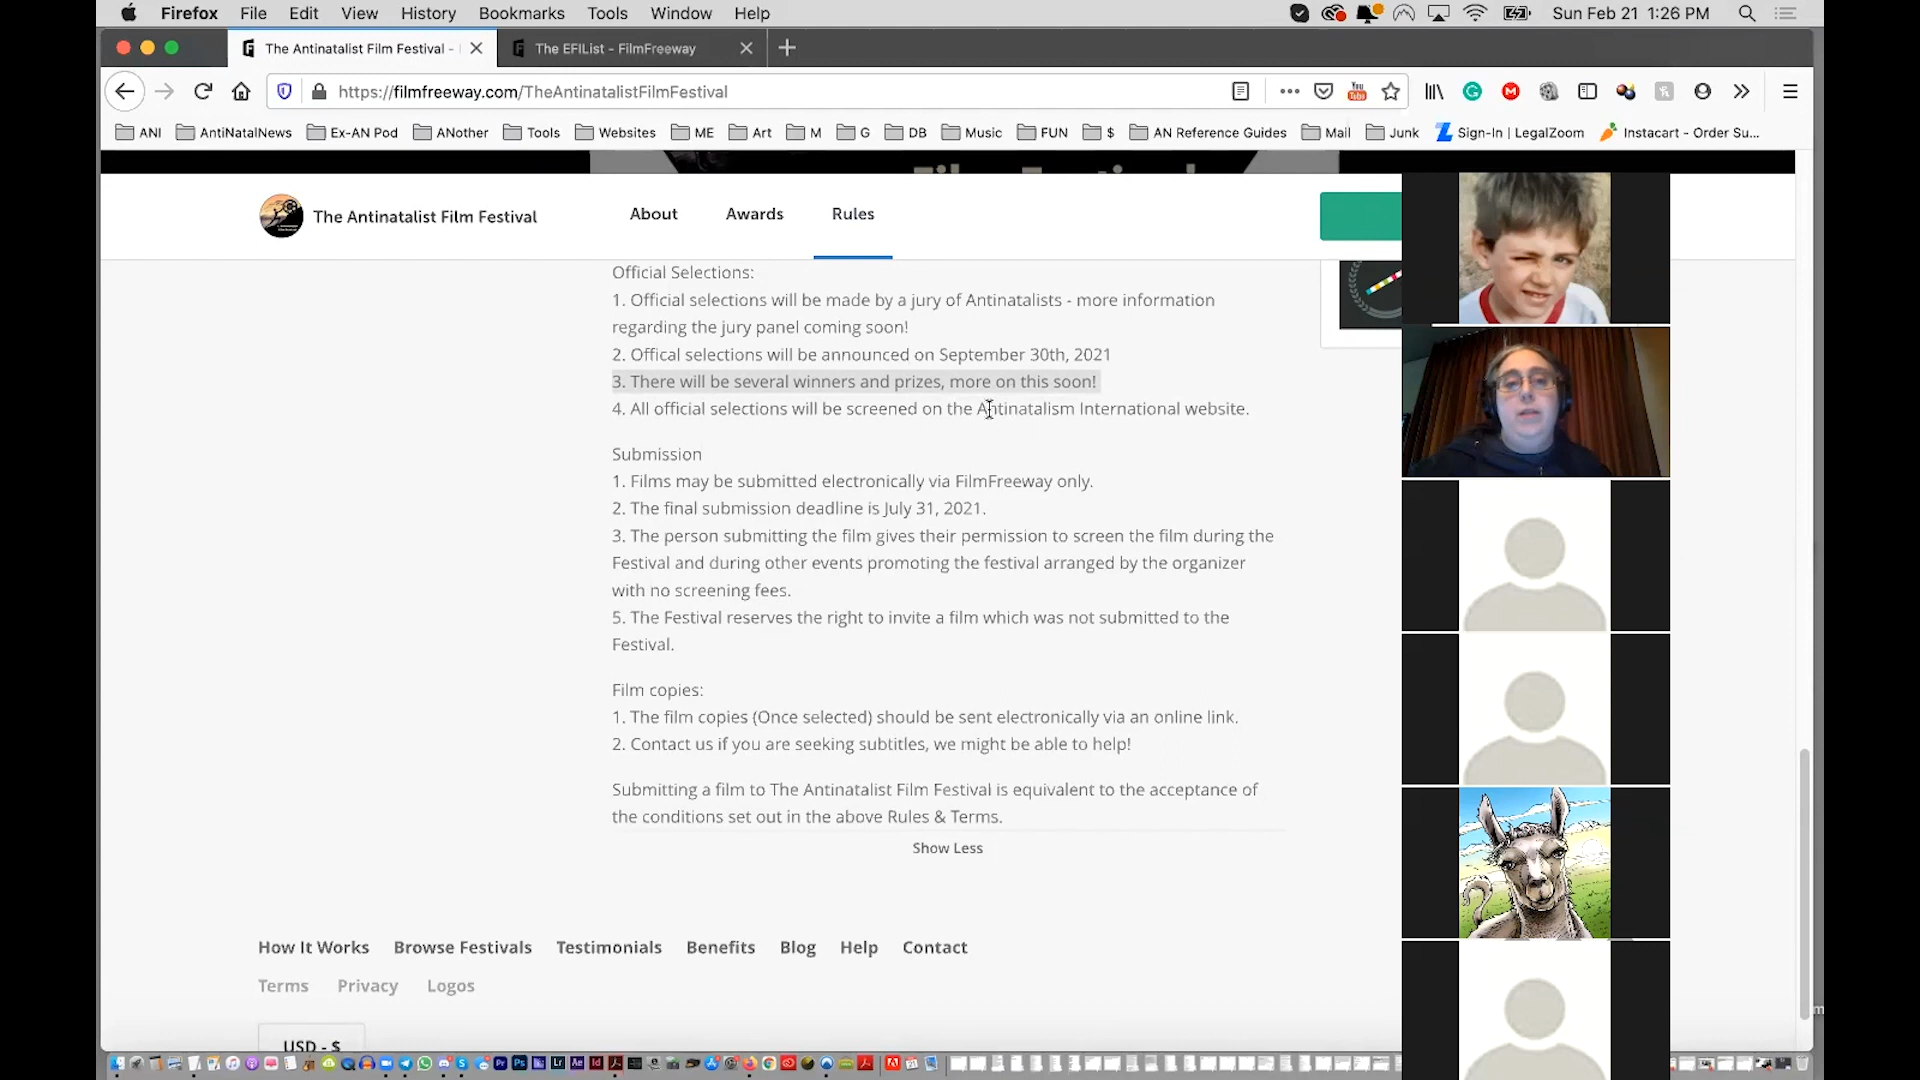 Firefox File Edit View History Bookmarks Tools Window Help Sun Feb 21 1:26 PM
The Antinatalist Film Festival - The EFIList - FilmFreeway
https://filmfreeway.com/TheAntinatalistFilmFestival
ANI AntiNatalNews Ex-AN Pod ANother Tools Websites ME Art M G DB Music FUN $ AN Reference Guides Mail Junk Sign-In | LegalZoom Instacart - Order Su...
The Antinatalist Film Festival About Awards Rules
Official Selections:
1. Official selections will be made by a jury of Antinatalists - more information
regarding the jury panel coming soon!
2. Offical selections will be announced on September 30th, 2021
3. There will be several winners and prizes, more on this soon!
4. All official selections will be screened on the Antinatalism International website.
Submission
1. Films may be submitted electronically via FilmFreeway only.
2. The final submission deadline is July 31, 2021.
3. The person submitting the film gives their permission to screen the film during the
Festival and during other events promoting the festival arranged by the organizer
with no screening fees.
5. The Festival reserves the right to invite a film which was not submitted to the
Festival.
Film copies:
1. The film copies (Once selected) should be sent electronically via an online link.
2. Contact us if you are seeking subtitles, we might be able to help!
Submitting a film to The Antinatalist Film Festival is equivalent to the acceptance of
the conditions set out in the above Rules & Terms.
Show Less
How It Works Browse Festivals Testimonials Benefits Blog Help Contact
Terms Privacy Logos
USD - $